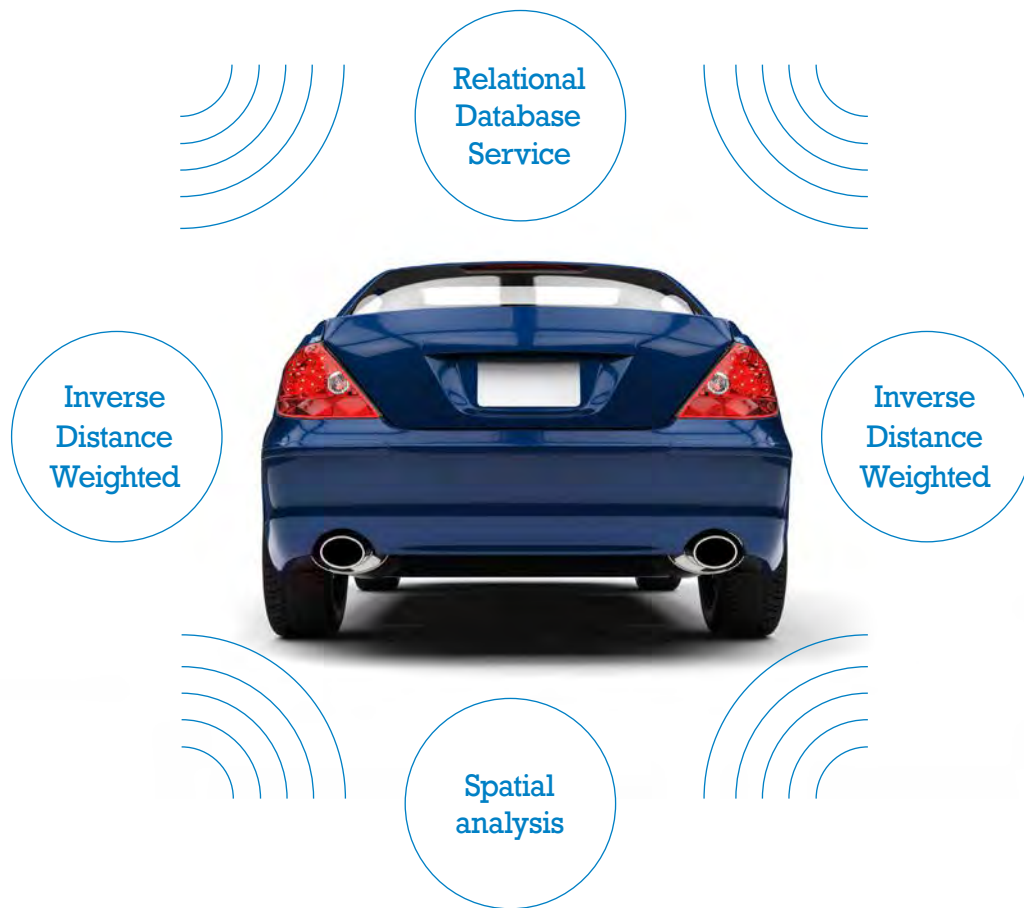 Relational
Database
Service
Inverse
Distance
Weighted
Inverse
Distance
Weighted
Spatial
analysis